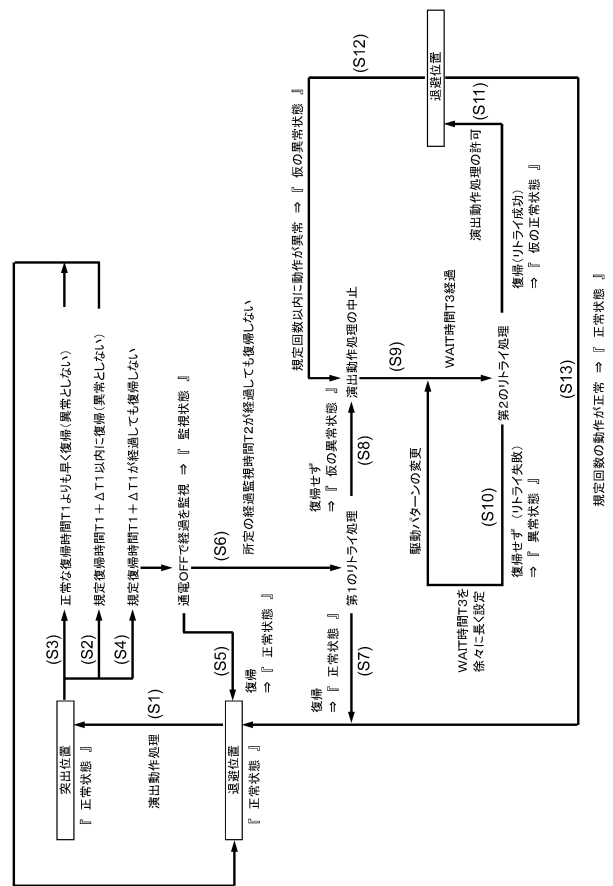 突出位置
『 正常状態 』
(S3)
正常な復帰時間T1よりも早く復帰(異常としない)
(S2)
規定復帰時間T1+ΔT1以内に復帰(異常としない)
(S4)
規定復帰時間T1+ΔT1が経過しても復帰しない
(S1)
演出動作処理
通電OFFで経過を監視 ⇒『 監視状態 』
退避位置
『 正常状態 』
(S5)
復帰
⇒『 正常状態 』
(S6)
所定の経過監視時間T2が経過しても復帰しない
復帰
⇒『 正常状態 』
(S7)
第1のリトライ処理
復帰せず
⇒『 仮の異常状態 』
(S8)
規定回数以内に動作が異常 ⇒『 仮の異常状態 』
演出動作処理の中止
(S12)
(S9)
駆動パターンの変更
WAIT時間T3経過
退避位置
WAIT時間T3を
徐々に長く設定
(S10)
復帰せず (リトライ失敗)
⇒『 異常状態 』
第2のリトライ処理
演出動作処理の許可
(S11)
復帰(リトライ成功)
⇒『 仮の正常状態 』
(S13)
規定回数の動作が正常 ⇒『 正常状態 』